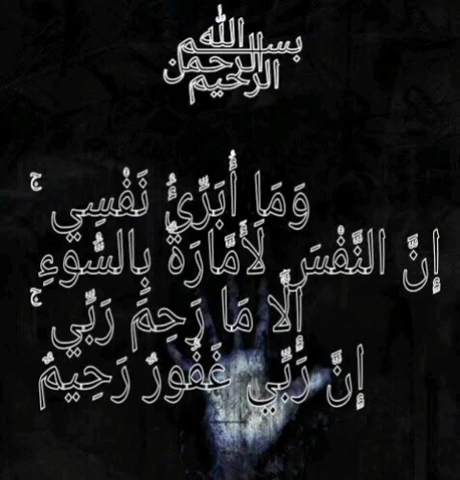 بسم الله
الرحمن
الرحيم
وَمَا أُبَرِّئُ نَفْسِي ۚ
إِنَّ النَّفْسَ لَأَمَّارَةٌ بِالسُّوءِ
إِلَّا مَا رَحِمَ رَبِّي ۚ
إِنَّ رَبِّي غَفُورٌ رَحِيمٌ